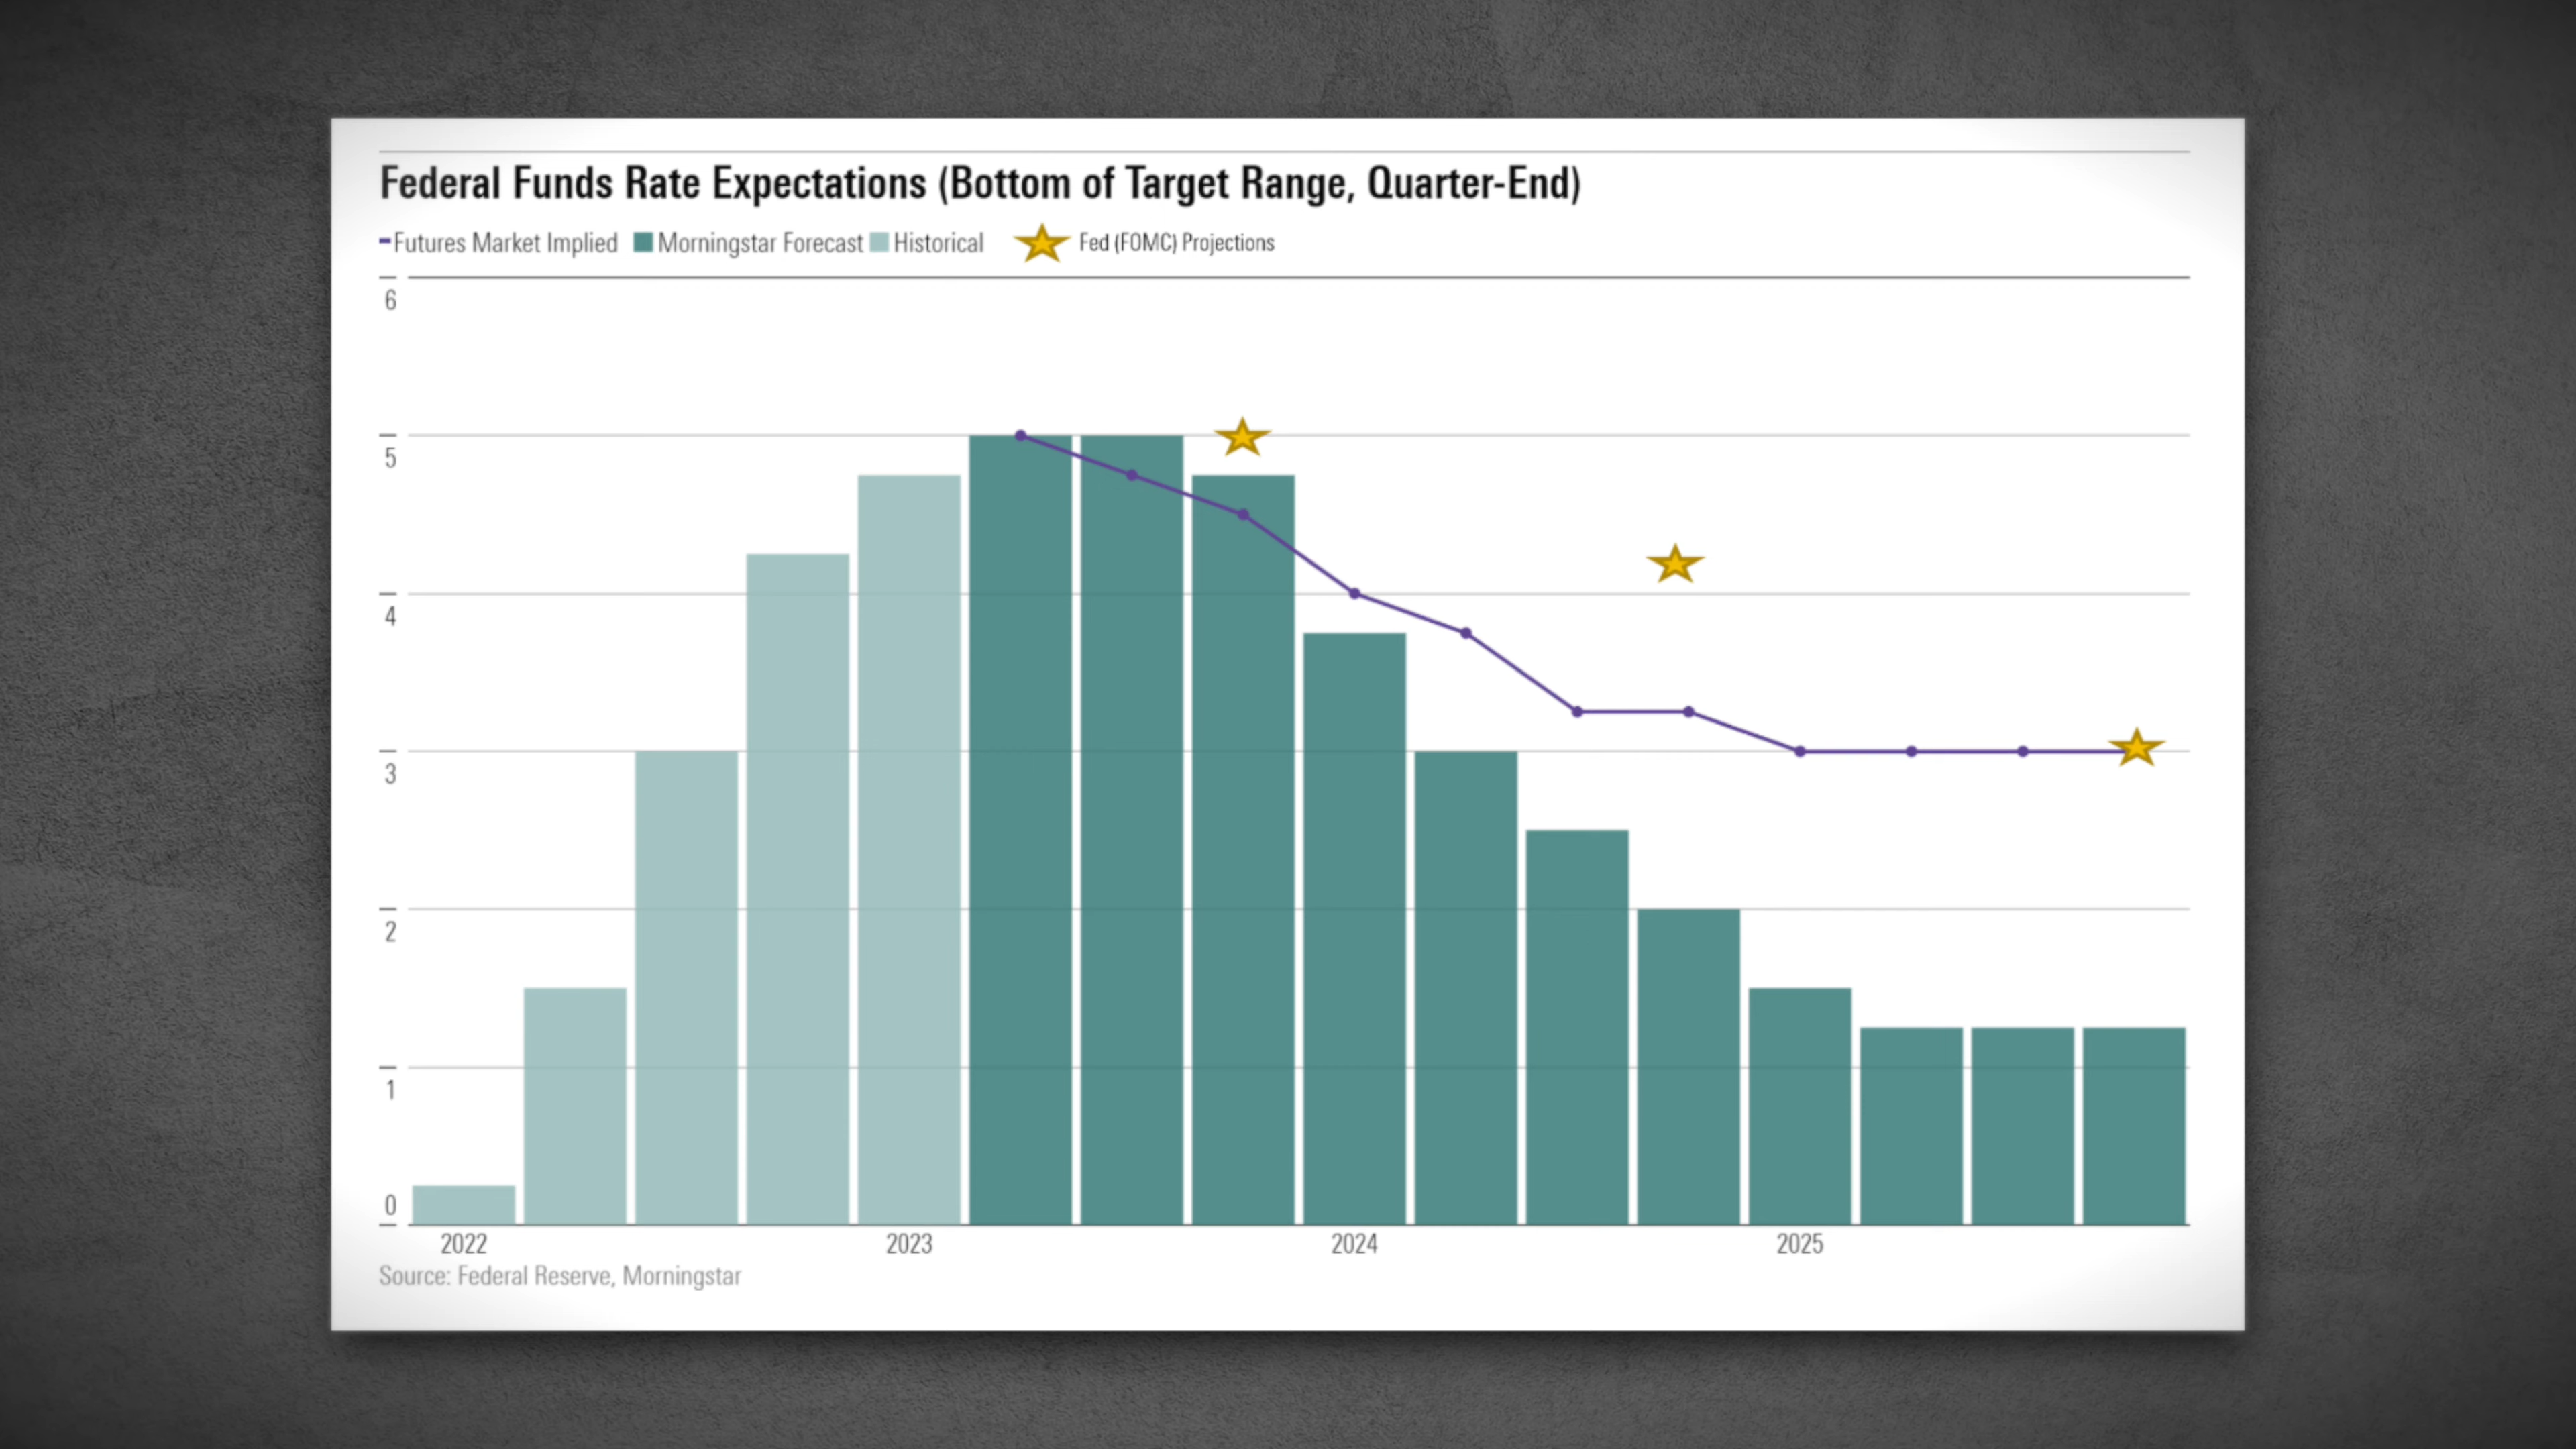 Federal Funds Rate Expectations (Bottom of Target Range, Quarter-End)
Futures Market Implied Morningstar Forecast Historical Fed (FOMC) Projections
6
5
4
3
2
1
0
2022 2023 2024 2025
Source: Federal Reserve, Morningstar